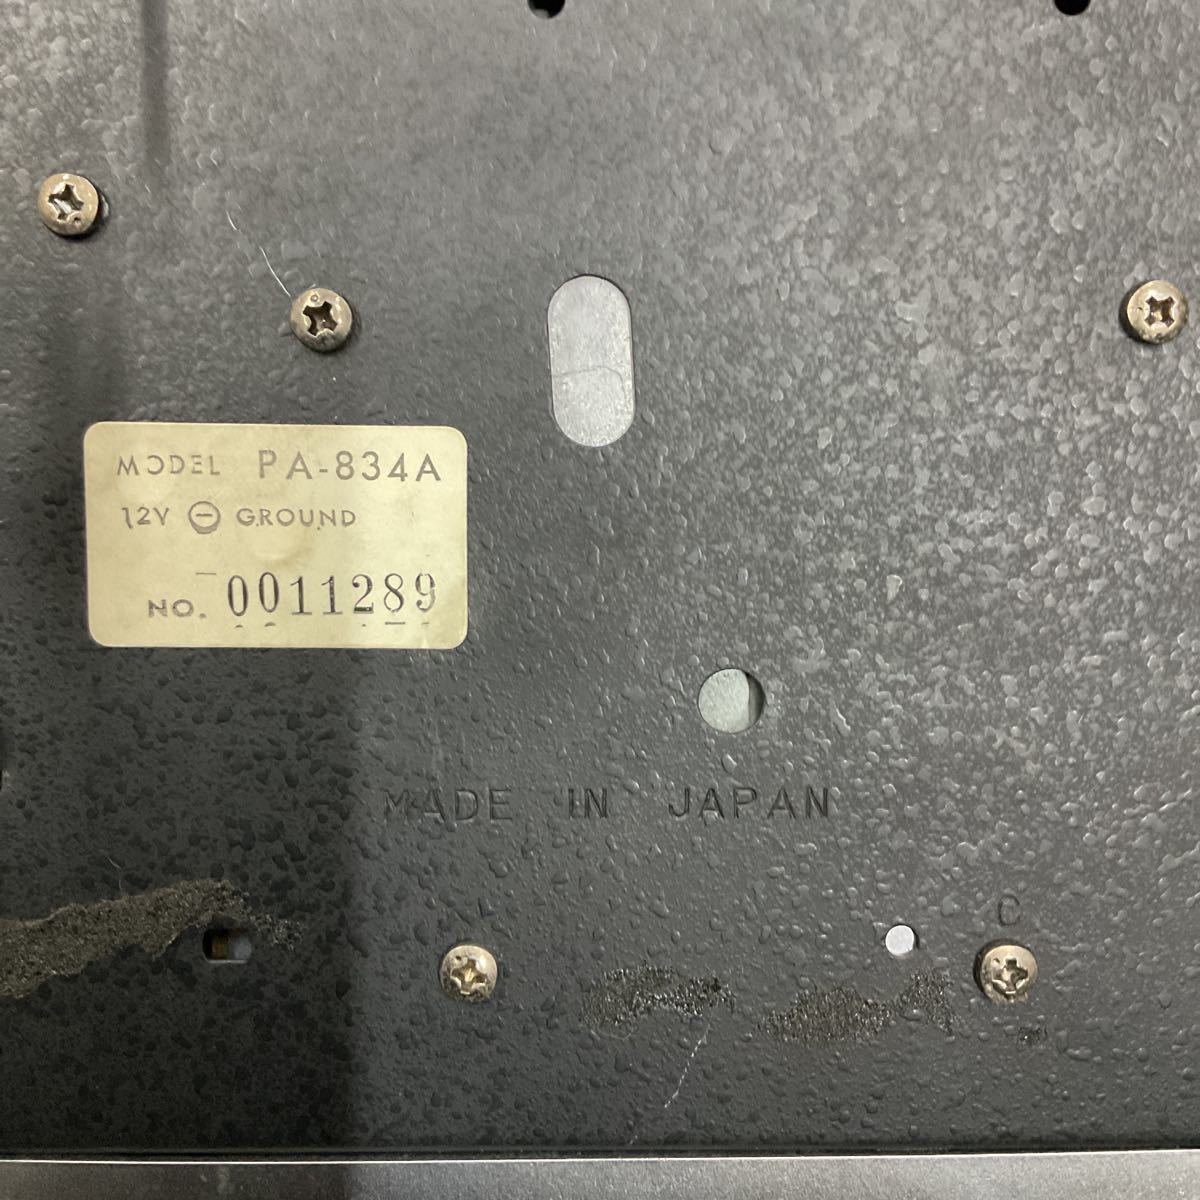 MODEL PA-834A
12V ⊖ GROUND
NO. 0011289
MADE IN JAPAN
L
C